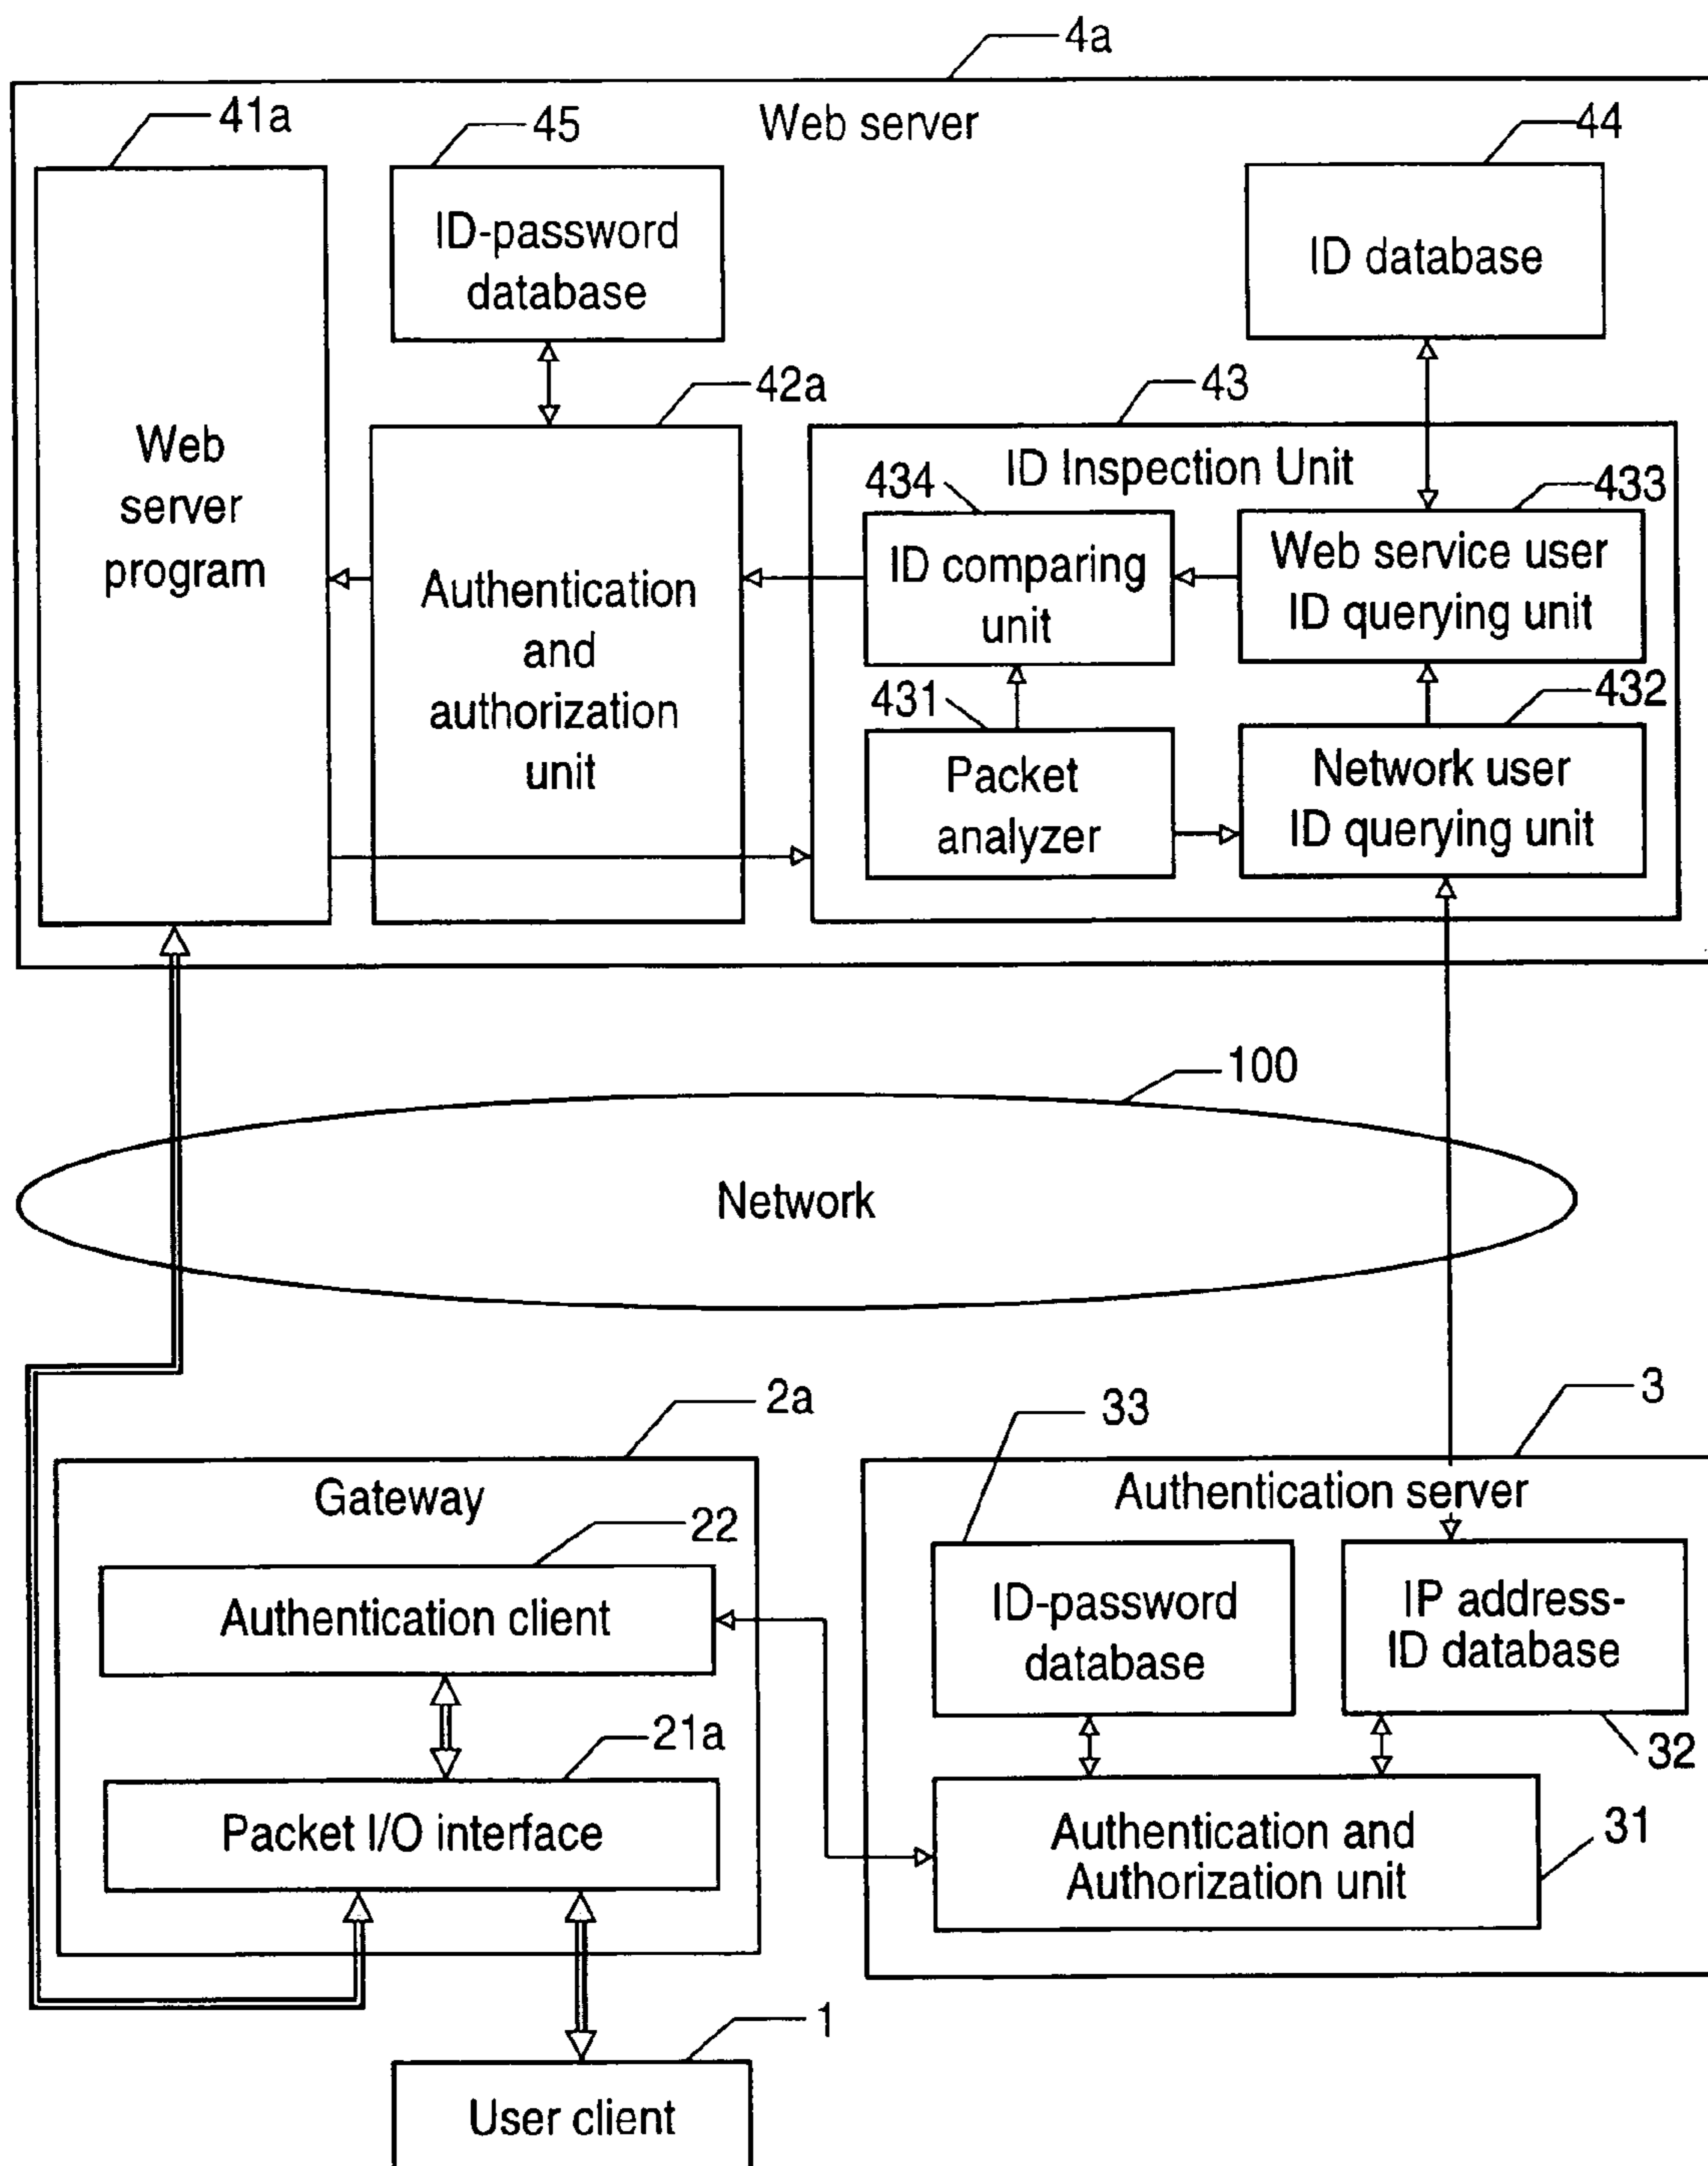 4a
Web server
41a
45
44
ID-password
database
ID database
42a
43
Web
server
program
Authentication
and
authorization
unit
ID Inspection Unit
434
433
ID comparing
unit
Web service user
ID querying unit
431
432
Packet
analyzer
Network user
ID querying unit
100
Network
2a
Gateway
22
Authentication client
21a
Packet I/O interface
3
33
Authentication server
ID-password
database
IP address-
ID database
32
31
Authentication and
Authorization unit
1
User client